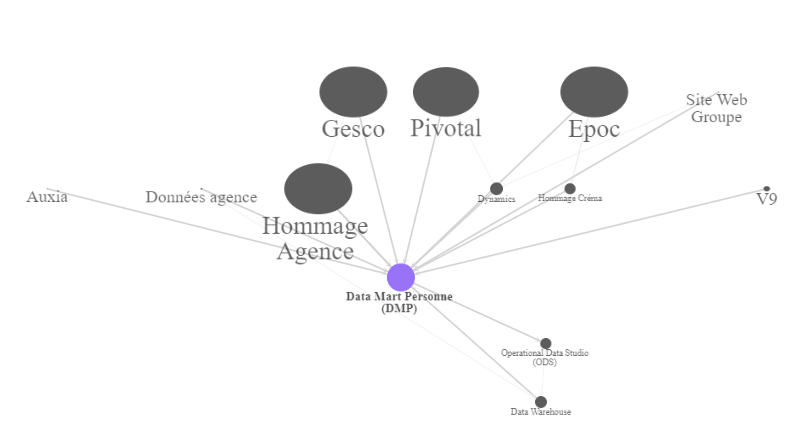 Site Web
Groupe
Gesco
Pivotal
Epoc
Auxia
Données agence
Dynamics
Hommage Créma
V9
Hommage
Agence
Data Mart Personne
(DMP)
Operational Data Studio
(ODS)
Data Warehouse